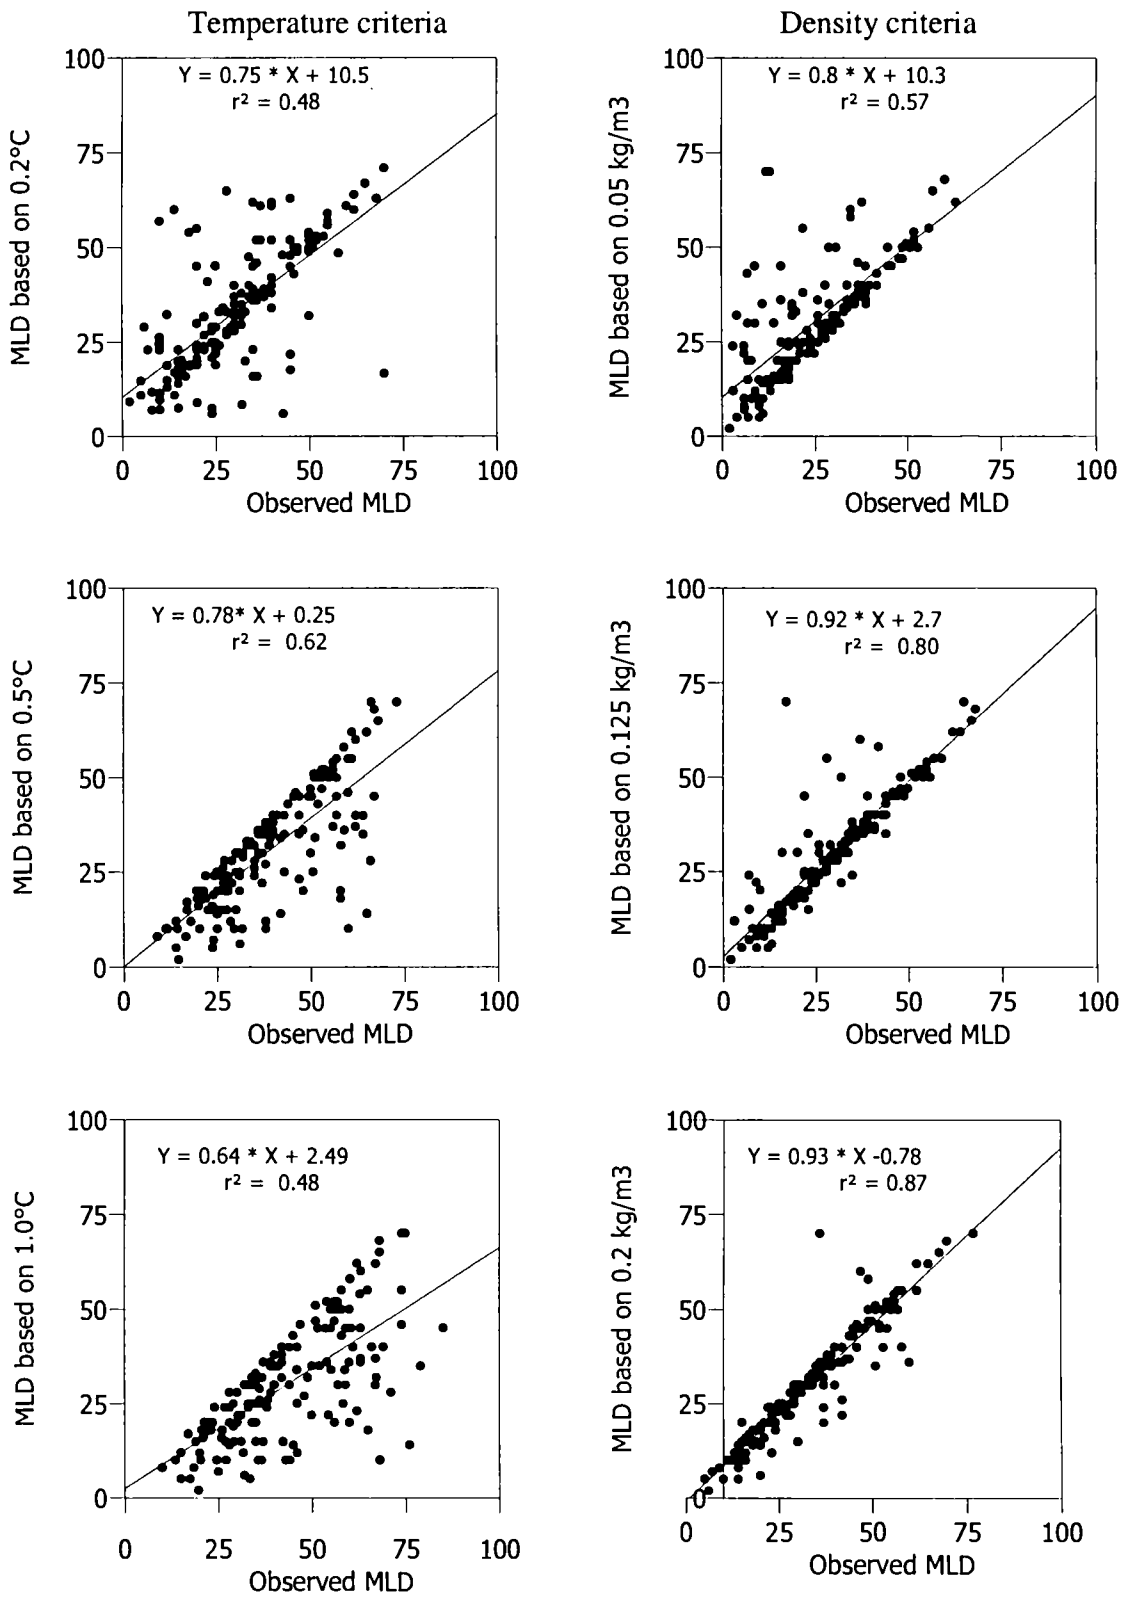 Temperature criteria
Density criteria
Y = 0.75 * X + 10.5
r² = 0.48
MLD based on 0.2°C
100
75
50
25
0
0 25 50 75 100
Observed MLD
Y = 0.8 * X + 10.3
r² = 0.57
MLD based on 0.05 kg/m3
100
75
50
25
0
0 25 50 75 100
Observed MLD
Y = 0.78* X + 0.25
r² = 0.62
MLD based on 0.5°C
100
75
50
25
0
0 25 50 75 100
Observed MLD
Y = 0.92 * X + 2.7
r² = 0.80
MLD based on 0.125 kg/m3
100
75
50
25
0
0 25 50 75 100
Observed MLD
Y = 0.64 * X + 2.49
r² = 0.48
MLD based on 1.0°C
100
75
50
25
0
0 25 50 75 100
Observed MLD
Y = 0.93 * X -0.78
r² = 0.87
MLD based on 0.2 kg/m3
100
75
50
25
0
0 25 50 75 100
Observed MLD